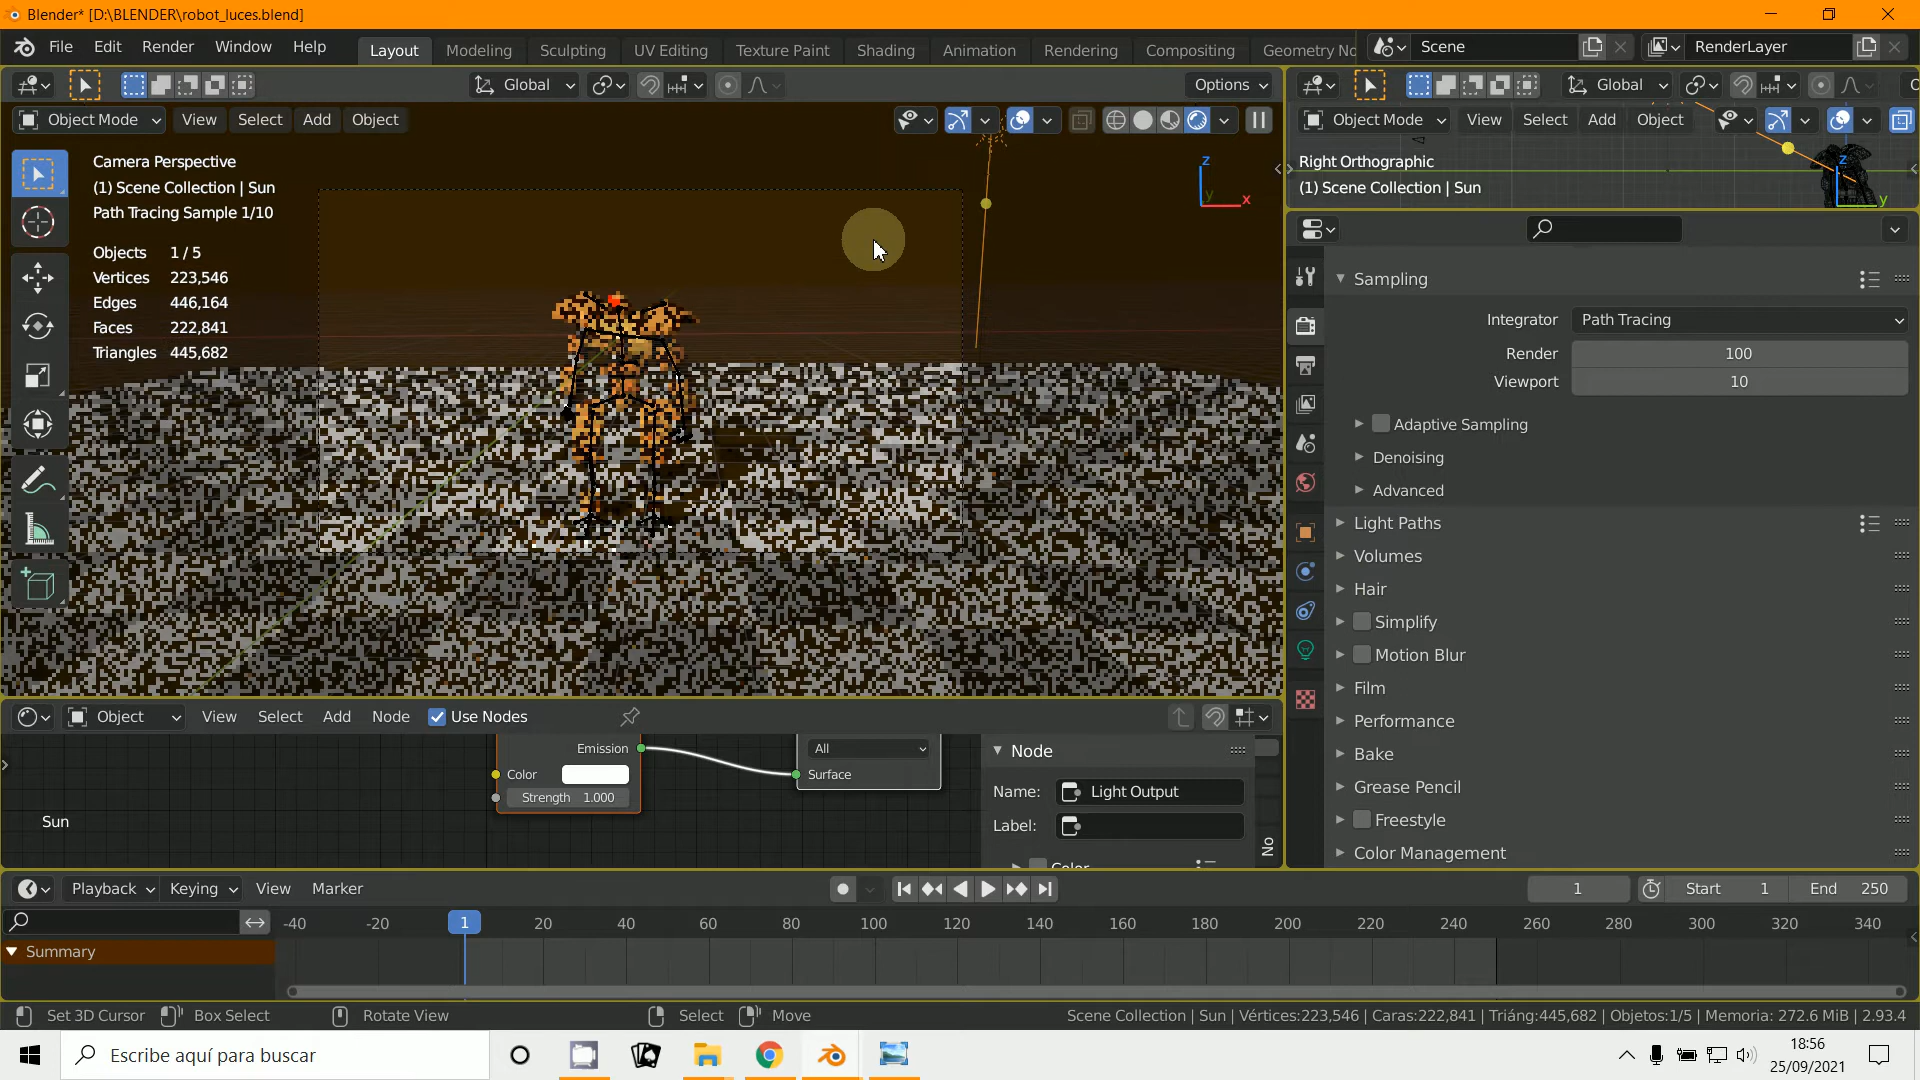 Blender* [D:\BLENDER\robot_luces.blend]
File Edit Render Window Help
Layout Modeling Sculpting UV Editing Texture Paint Shading Animation Rendering Compositing Geometry No
Scene RenderLayer
Global Options
Global
Object Mode View Select Add Object
Object Mode View Select Add Object
Camera Perspective
(1) Scene Collection | Sun
Path Tracing Sample 1/10
Objects 1 / 5
Vertices 223,546
Edges 446,164
Faces 222,841
Triangles 445,682
z
y
x
Right Orthographic
(1) Scene Collection | Sun
z
y
Sampling
Integrator Path Tracing
Render 100
Viewport 10
Adaptive Sampling
Denoising
Advanced
Light Paths
Volumes
Hair
Simplify
Motion Blur
Film
Performance
Bake
Grease Pencil
Freestyle
Color Management
Object View Select Add Node Use Nodes
Emission
Color
Strength 1.000
All
Surface
Sun
Node
Name: Light Output
Label:
Color
No
Playback Keying View Marker
1 Start 1 End 250
-40 -20 1 20 40 60 80 100 120 140 160 180 200 220 240 260 280 300 320 340
Summary
Set 3D Cursor Box Select Rotate View Select Move
Scene Collection | Sun | Vértices:223,546 | Caras:222,841 | Triáng:445,682 | Objetos:1/5 | Memoria: 272.6 MiB | 2.93.4
Escribe aquí para buscar
18:56
25/09/2021